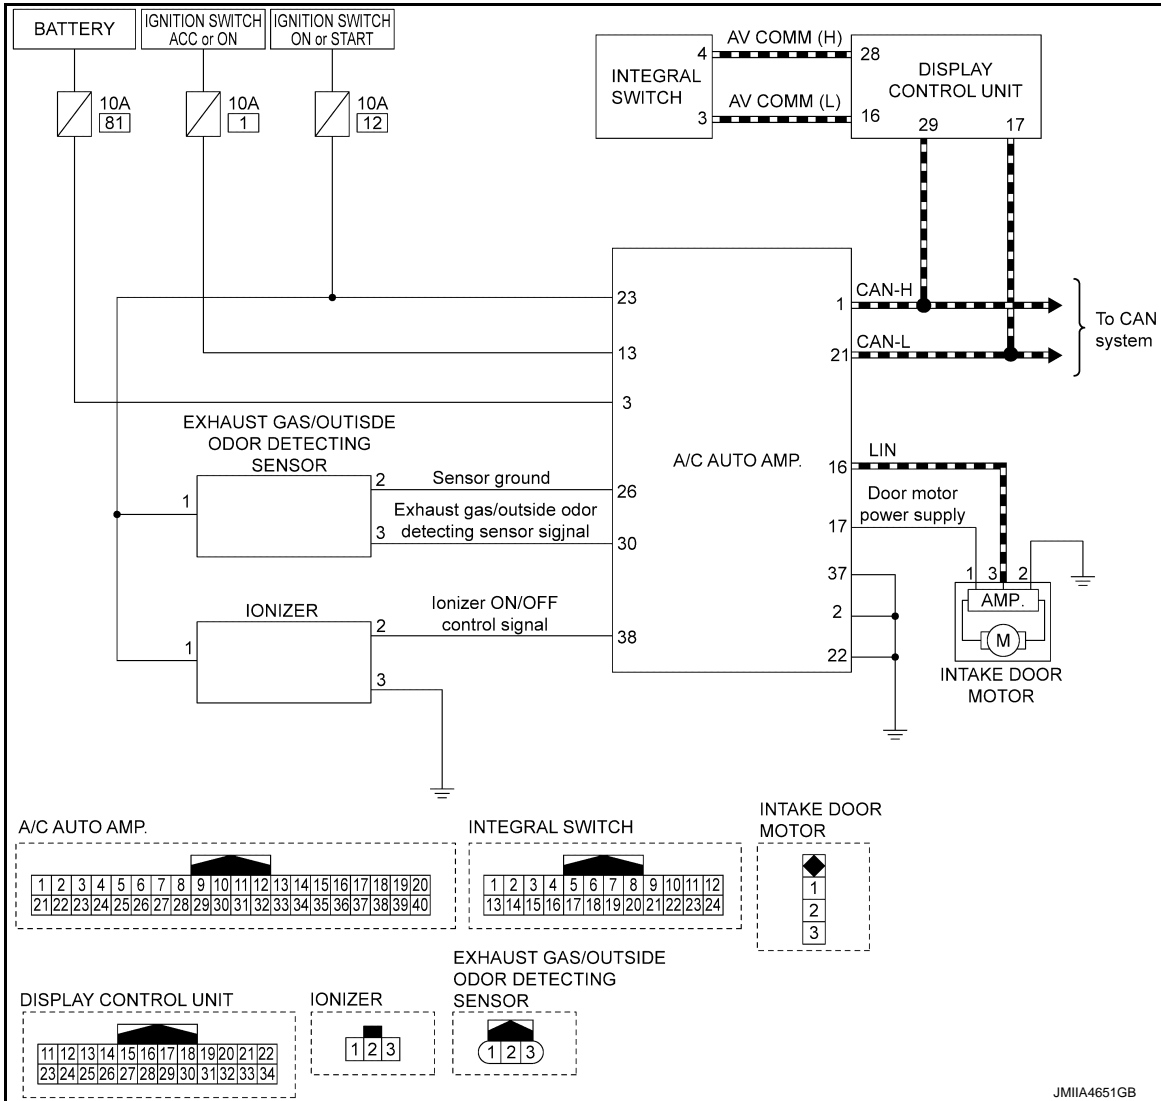 BATTERY
IGNITION SWITCH
ACC or ON
IGNITION SWITCH
ON or START
10A
81
10A
1
10A
12
INTEGRAL
SWITCH
4
3
AV COMM (H)
AV COMM (L)
28
16
DISPLAY
CONTROL UNIT
29
17
23
13
3
26
30
38
A/C AUTO AMP.
1
21
16
17
37
2
22
CAN-H
CAN-L
To CAN
system
LIN
Door motor
power supply
1
3
2
AMP.
M
INTAKE DOOR
MOTOR
EXHAUST GAS/OUTISDE
ODOR DETECTING
SENSOR
1
2
3
Sensor ground
Exhaust gas/outside odor
detecting sensor sigjnal
IONIZER
1
2
3
Ionizer ON/OFF
control signal
A/C AUTO AMP.
1 2 3 4 5 6 7 8 9 10 11 12 13 14 15 16 17 18 19 20
21 22 23 24 25 26 27 28 29 30 31 32 33 34 35 36 37 38 39 40
INTEGRAL SWITCH
1 2 3 4 5 6 7 8 9 10 11 12
13 14 15 16 17 18 19 20 21 22 23 24
INTAKE DOOR
MOTOR
1
2
3
DISPLAY CONTROL UNIT
11 12 13 14 15 16 17 18 19 20 21 22
23 24 25 26 27 28 29 30 31 32 33 34
IONIZER
1 2 3
EXHAUST GAS/OUTSIDE
ODOR DETECTING
SENSOR
1 2 3
JMIIA4651GB